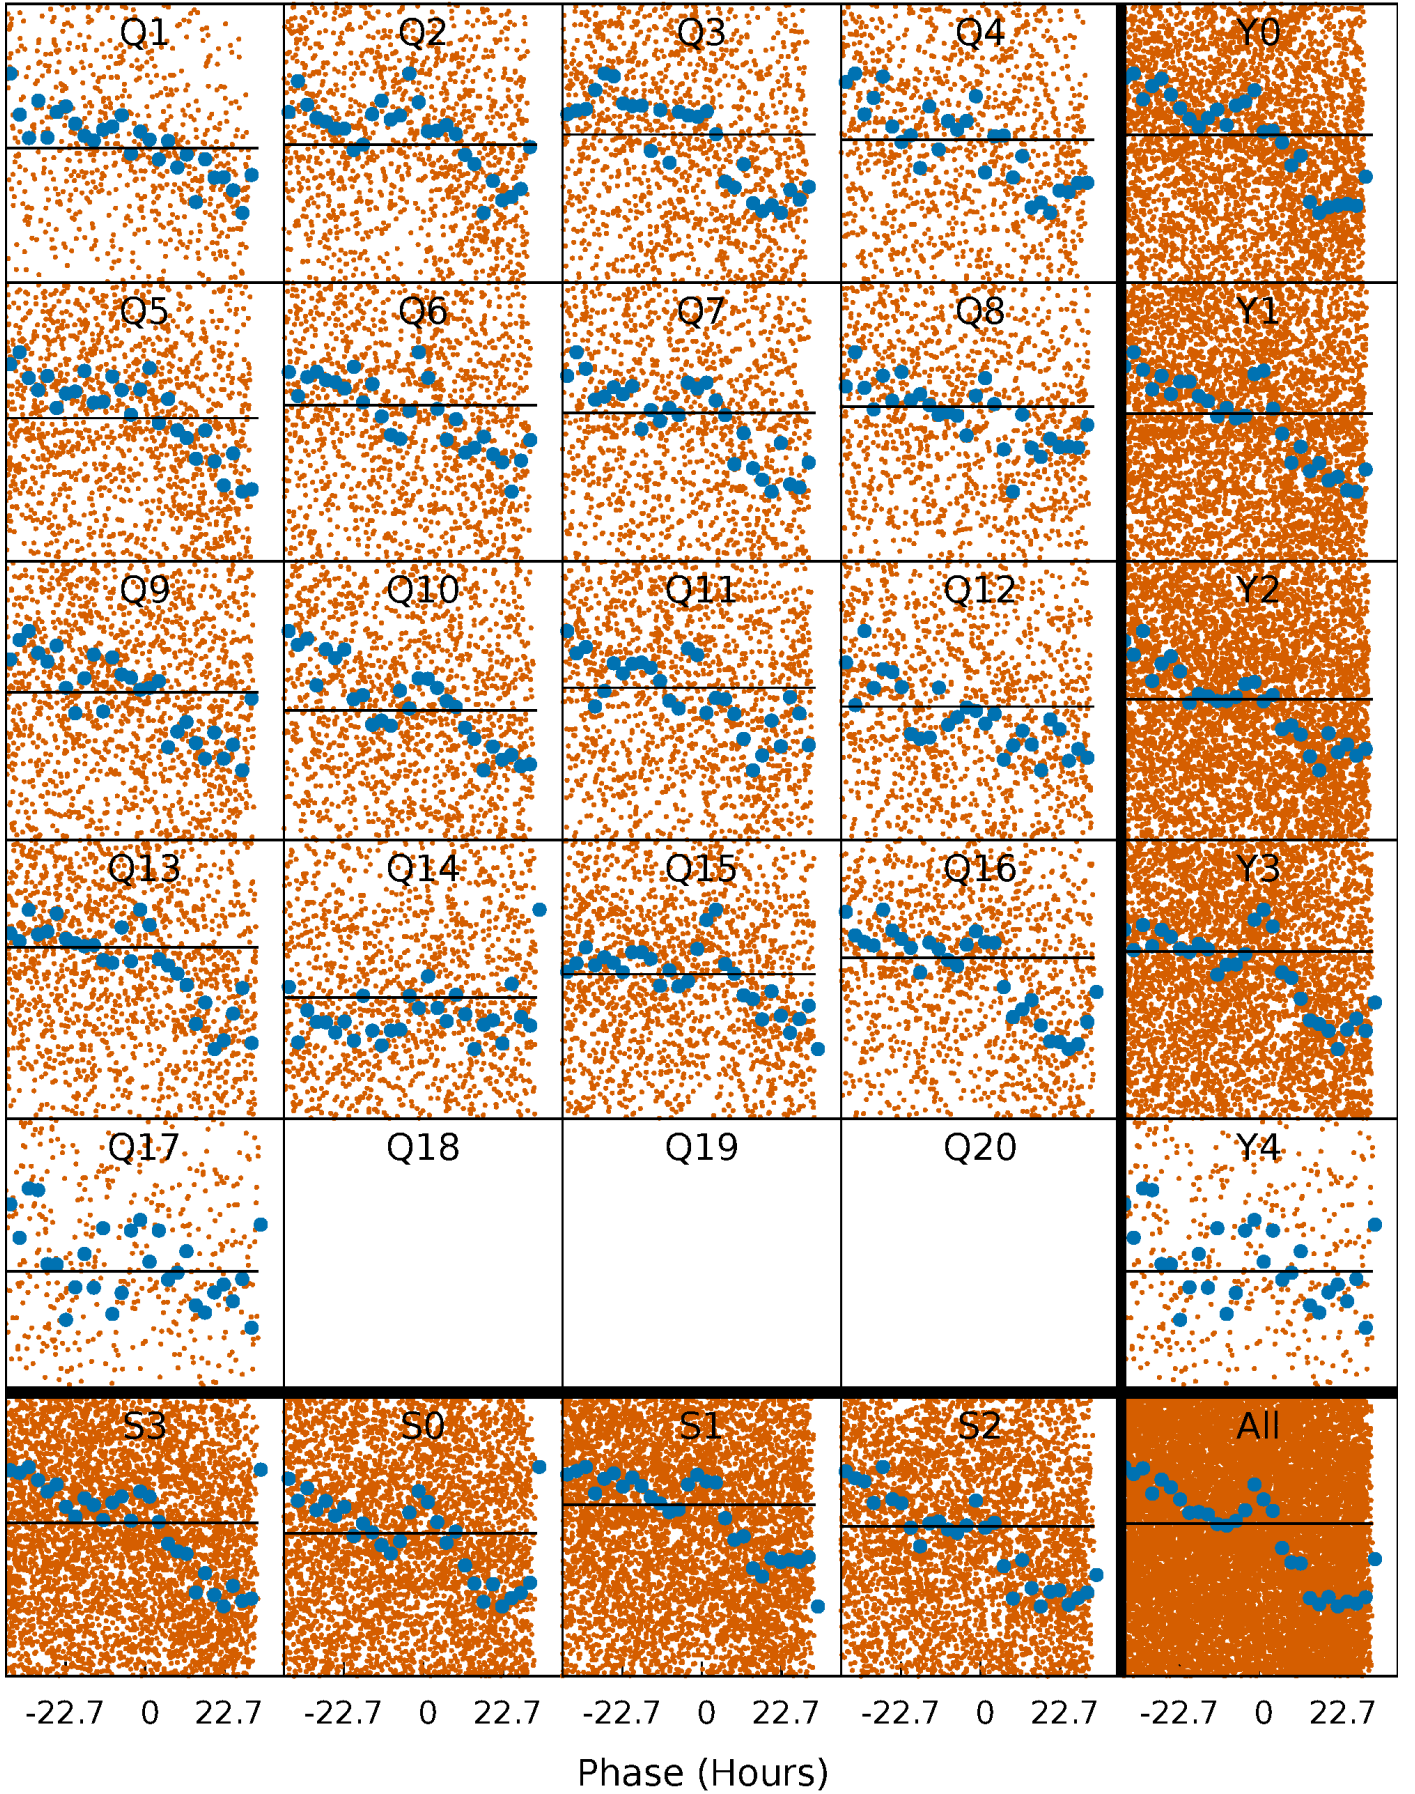 Q1 Q2 Q3 Q4 Y0
Q5 Q6 Q7 Q8 Y1
Q9 Q10 Q11 Q12 Y2
Q13 Q14 Q15 Q16 Y3
Q17 Q18 Q19 Q20 Y4
S3 S0 S1 S2 All
-22.7 0 22.7 -22.7 0 22.7 -22.7 0 22.7 -22.7 0 22.7 -22.7 0 22.7
Phase (Hours)